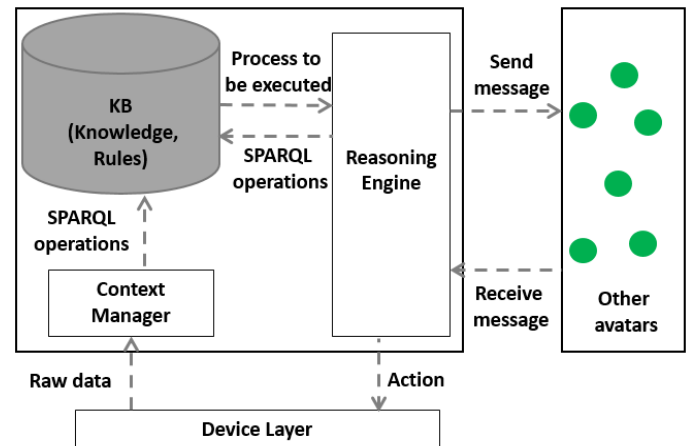 Process to
be executed
Send
message
KB
(Knowledge,
Rules)
SPARQL
operations
Reasoning
Engine
SPARQL
operations
Context
Manager
Receive
message
Other
avatars
Raw data
Action
Device Layer